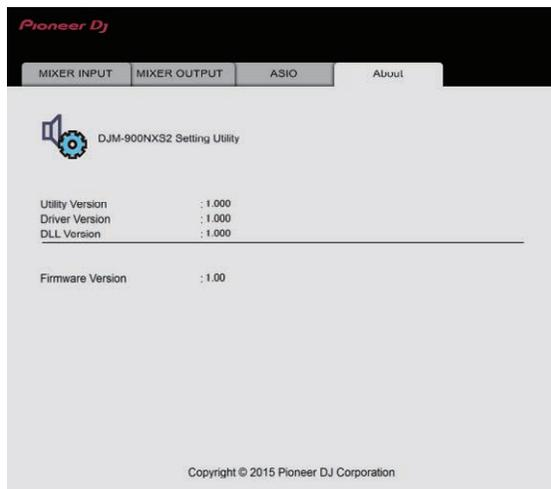 Pioneer Dj
MIXER INPUT MIXER OUTPUT ASIO About
DJM-900NXS2 Setting Utility
Utility Version : 1.000
Driver Version : 1.000
DLL Version : 1.000
Firmware Version : 1.00
Copyright © 2015 Pioneer DJ Corporation